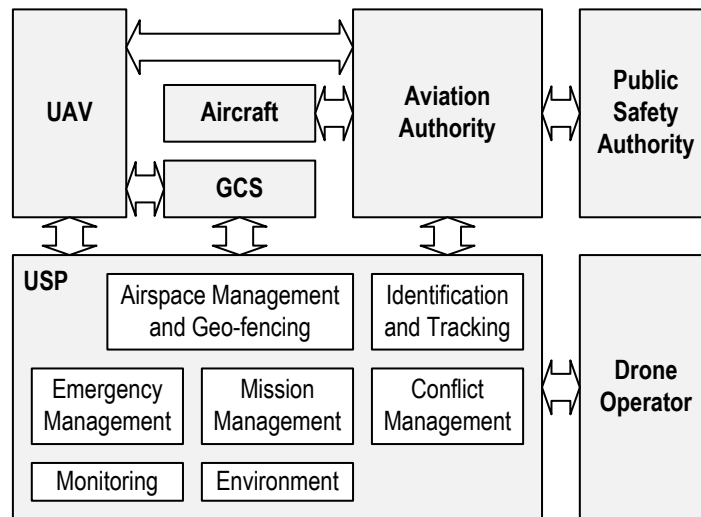 UAV
Aircraft
Aviation
Authority
Public
Safety
Authority
GCS
USP
Airspace Management
and Geo-fencing
Identification
and Tracking
Emergency
Management
Mission
Management
Conflict
Management
Monitoring
Environment
Drone
Operator